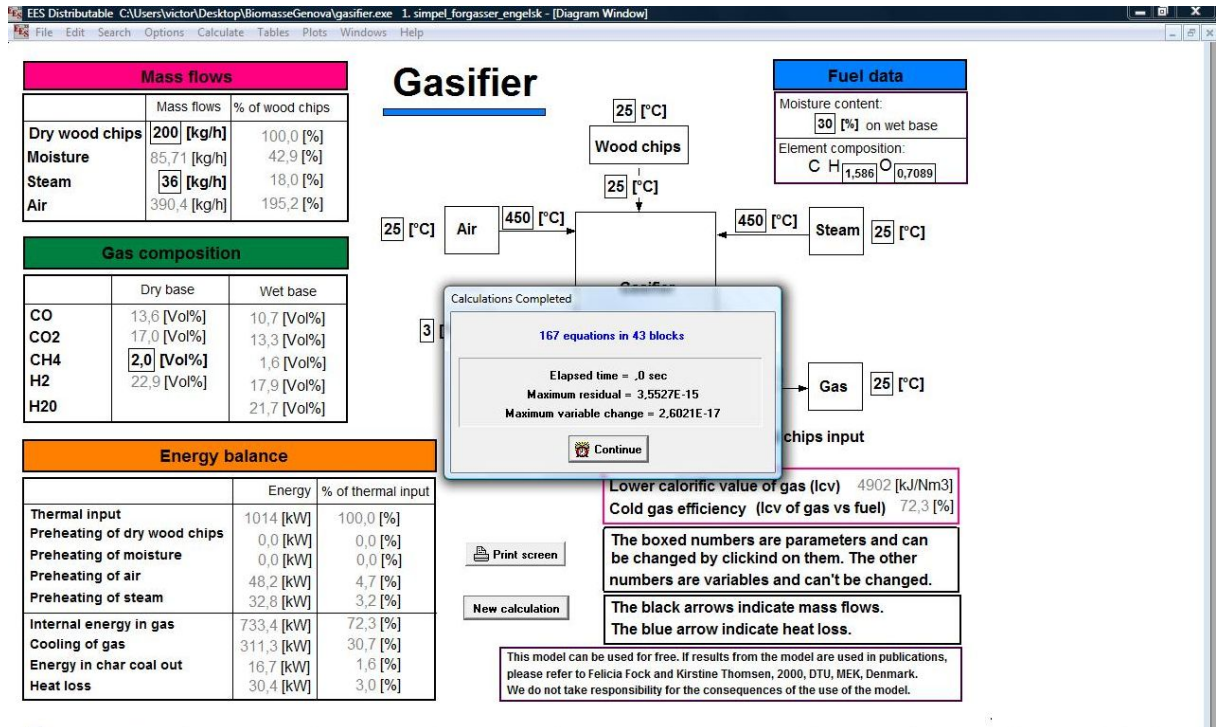 EES Distributable C:\Users\victor\Desktop\BiomasseGenova\gasifier.exe 1. simpel_forgasser_engelsk - [Diagram Window]
File Edit Search Options Calculate Tables Plots Windows Help
Gasifier
Mass flows
Mass flows % of wood chips
Dry wood chips 200 [kg/h] 100,0 [%]
Moisture 85,71 [kg/h] 42,9 [%]
Steam 36 [kg/h] 18,0 [%]
Air 390,4 [kg/h] 195,2 [%]
Fuel data
Moisture content:
30 [%] on wet base
Element composition:
C H 1,586 O 0,7089
25 [°C]
Wood chips
25 [°C]
25 [°C] Air 450 [°C]
450 [°C] Steam 25 [°C]
Gas composition
Dry base Wet base
CO 13,6 [Vol%] 10,7 [Vol%]
CO2 17,0 [Vol%] 13,3 [Vol%]
CH4 2,0 [Vol%] 1,6 [Vol%]
H2 22,9 [Vol%] 17,9 [Vol%]
H20 21,7 [Vol%]
3 [
Calculations Completed
167 equations in 43 blocks
Elapsed time = ,0 sec
Maximum residual = 3,5527E-15
Maximum variable change = 2,6021E-17
Continue
Gas 25 [°C]
chips input
Energy balance
Energy % of thermal input
Thermal input 1014 [kW] 100,0 [%]
Preheating of dry wood chips 0,0 [kW] 0,0 [%]
Preheating of moisture 0,0 [kW] 0,0 [%]
Preheating of air 48,2 [kW] 4,7 [%]
Preheating of steam 32,8 [kW] 3,2 [%]
Internal energy in gas 733,4 [kW] 72,3 [%]
Cooling of gas 311,3 [kW] 30,7 [%]
Energy in char coal out 16,7 [kW] 1,6 [%]
Heat loss 30,4 [kW] 3,0 [%]
Lower calorific value of gas (lcv) 4902 [kJ/Nm3]
Cold gas efficiency (lcv of gas vs fuel) 72,3 [%]
Print screen
New calculation
The boxed numbers are parameters and can
be changed by clickind on them. The other
numbers are variables and can't be changed.
The black arrows indicate mass flows.
The blue arrow indicate heat loss.
This model can be used for free. If results from the model are used in publications,
please refer to Felicia Fock and Kirstine Thomsen, 2000, DTU, MEK, Denmark.
We do not take responsibility for the consequences of the use of the model.